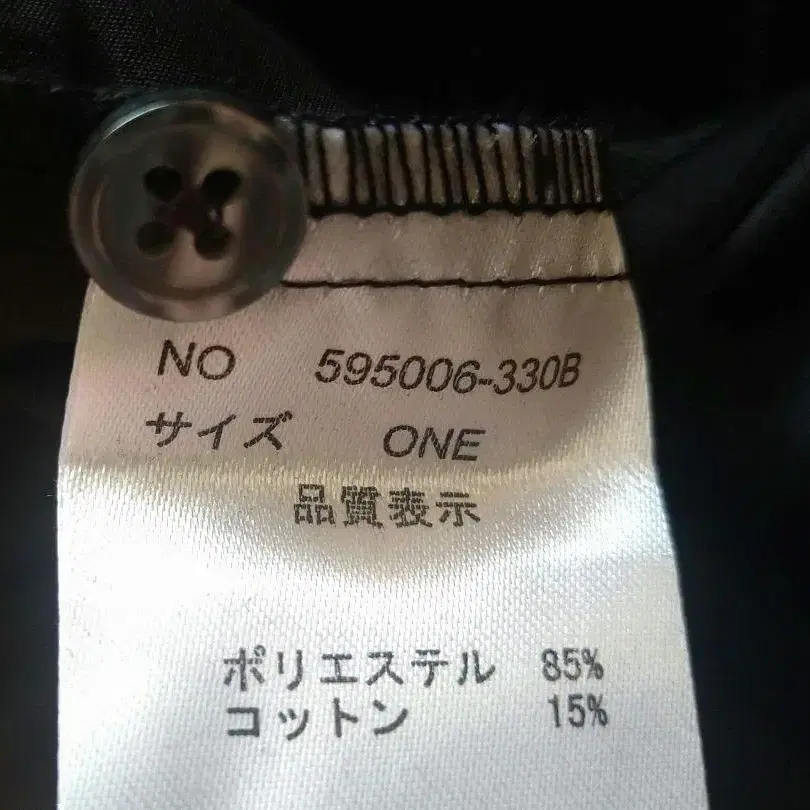 NO 595006-330B
サイズ ONE
品質表示
ポリエステル 85%
コットン 15%